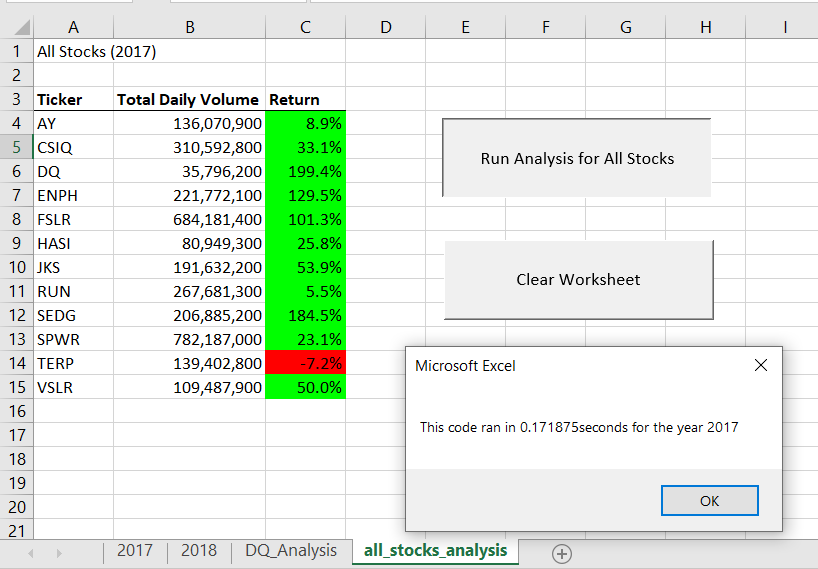 A B C D E F G H I
1 All Stocks (2017)
2
3 Ticker Total Daily Volume Return
4 AY 136,070,900 8.9%
5 CSIQ 310,592,800 33.1%
6 DQ 35,796,200 199.4%
7 ENPH 221,772,100 129.5%
8 FSLR 684,181,400 101.3%
9 HASI 80,949,300 25.8%
10 JKS 191,632,200 53.9%
11 RUN 267,681,300 5.5%
12 SEDG 206,885,200 184.5%
13 SPWR 782,187,000 23.1%
14 TERP 139,402,800 -7.2%
15 VSLR 109,487,900 50.0%
16
17
18
19
20
21
Run Analysis for All Stocks
Clear Worksheet
Microsoft Excel
This code ran in 0.171875seconds for the year 2017
OK
2017 2018 DQ_Analysis all_stocks_analysis